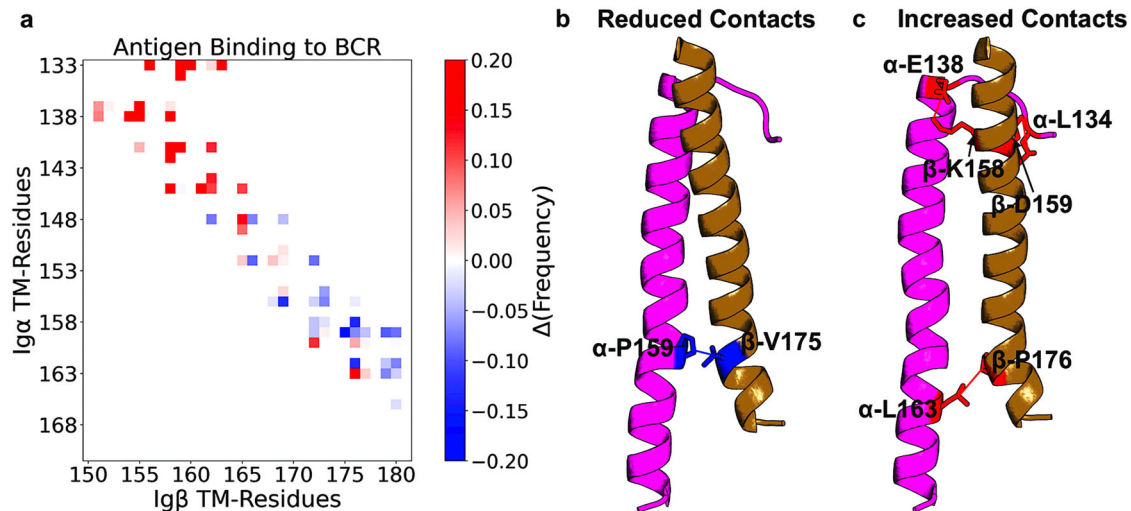 a
Antigen Binding to BCR
133
138
143
148
153
158
163
168
Igα TM-Residues
150 155 160 165 170 175 180
Igβ TM-Residues
0.20
0.15
0.10
0.05
0.00
−0.05
−0.10
−0.15
−0.20
Δ(Frequency)
b Reduced Contacts
α-P159
β-V175
c Increased Contacts
α-E138
α-L134
β-K158
β-D159
β-P176
α-L163